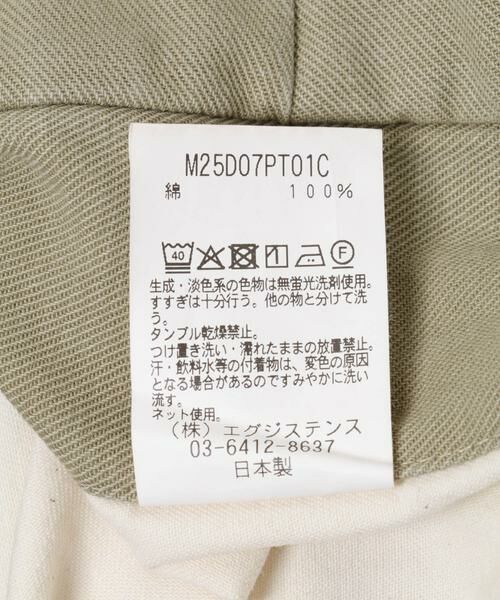 M25D07PT01C
綿 100%
40 F
生成・淡色系の色物は無蛍光洗剤使用。
すすぎは十分行う。他の物と分けて洗
う。
タンブル乾燥禁止。
つけ置き洗い・濡れたままの放置禁止。
汗・飲料水等の付着物は、変色の原因
となる場合があるのですみやかに洗い
流す。
ネット使用。
(株)エグジステンス
03-6412-8637
日本製